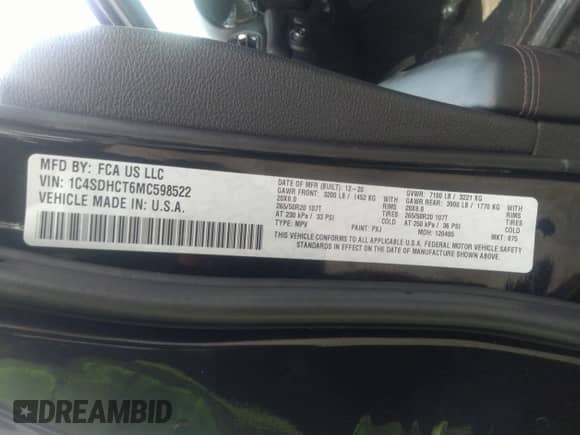 MFD BY: FCA US LLC
VIN: 1C4SDHCT6MC598522
VEHICLE MADE IN: U.S.A.
DATE OF MFR (BUILT): 12-20
GVWR: 7100 LB / 3221 KG
GAWR FRONT: 3200 LB / 1452 KG
GAWR REAR: 3900 LB / 1770 KG
20X8.0 RIMS 20X8.0 RIMS
265/50R20 107T TIRES 265/50R20 107T TIRES
AT 230 kPa / 33 PSI COLD AT 250 kPa / 36 PSI COLD
TYPE: MPV PAINT: PXJ MDH: 120405 MKT: 875
THIS VEHICLE CONFORMS TO ALL APPLICABLE U.S.A. FEDERAL MOTOR VEHICLE SAFETY
STANDARDS IN EFFECT ON THE DATE OF MANUFACTURE SHOWN ABOVE.
DREAMBID